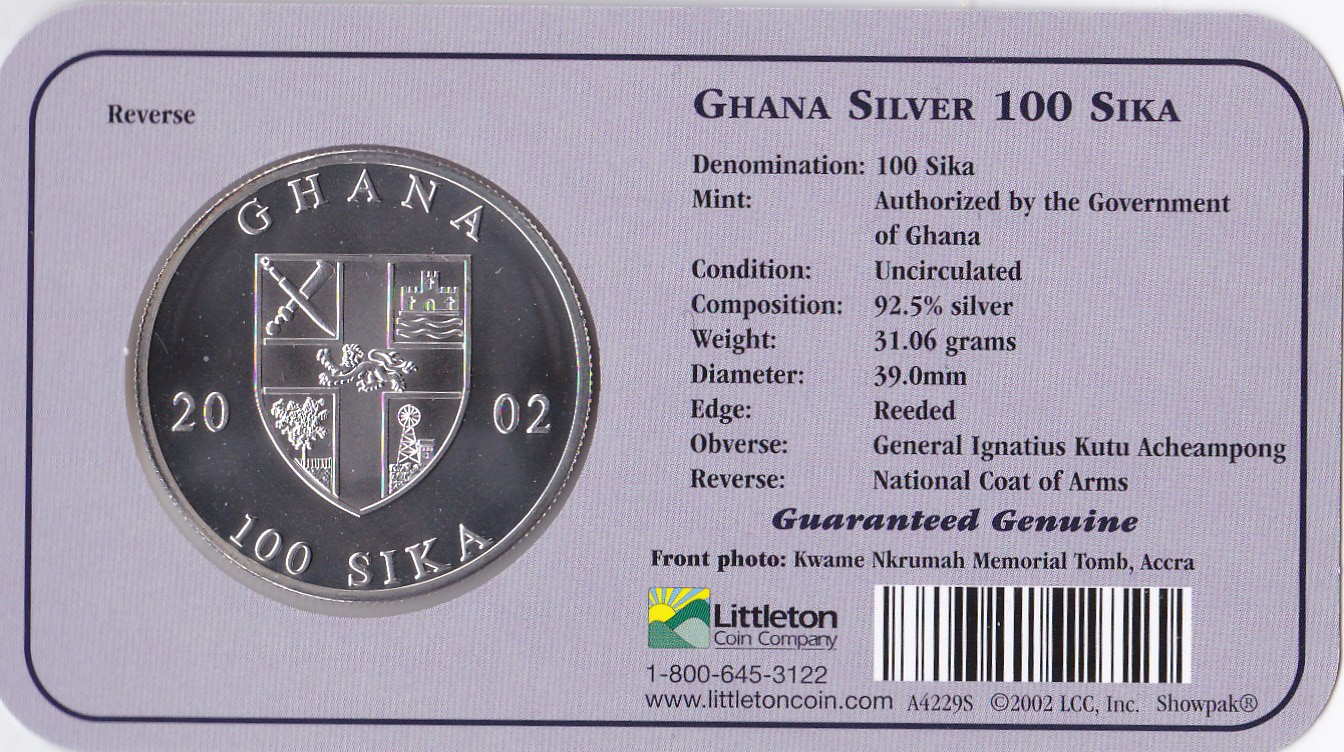 Reverse
GHANA
20 02
100 SIKA
GHANA SILVER 100 SIKA
Denomination: 100 Sika
Mint: Authorized by the Government
of Ghana
Condition: Uncirculated
Composition: 92.5% silver
Weight: 31.06 grams
Diameter: 39.0mm
Edge: Reeded
Obverse: General Ignatius Kutu Acheampong
Reverse: National Coat of Arms
Guaranteed Genuine
Front photo: Kwame Nkrumah Memorial Tomb, Accra
Littleton
Coin Company
1-800-645-3122
www.littletoncoin.com A4229S ©2002 LCC, Inc. Showpak®